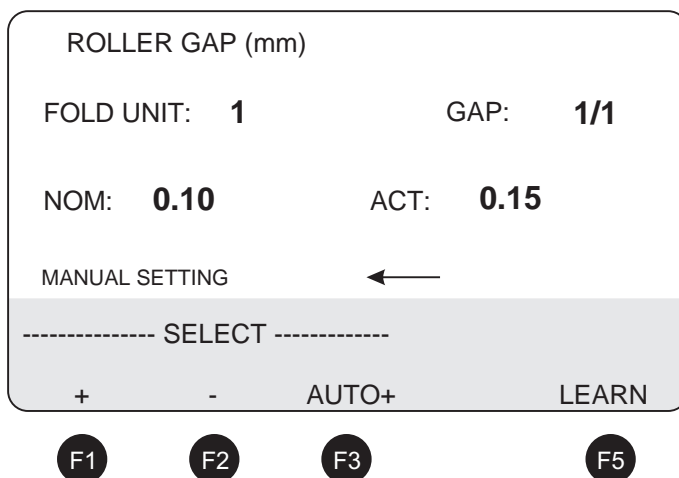 ROLLER GAP (mm)
FOLD UNIT: 1 GAP: 1/1
NOM: 0.10 ACT: 0.15
MANUAL SETTING
--------------- SELECT -------------
+ - AUTO+ LEARN
F1 F2 F3 F5